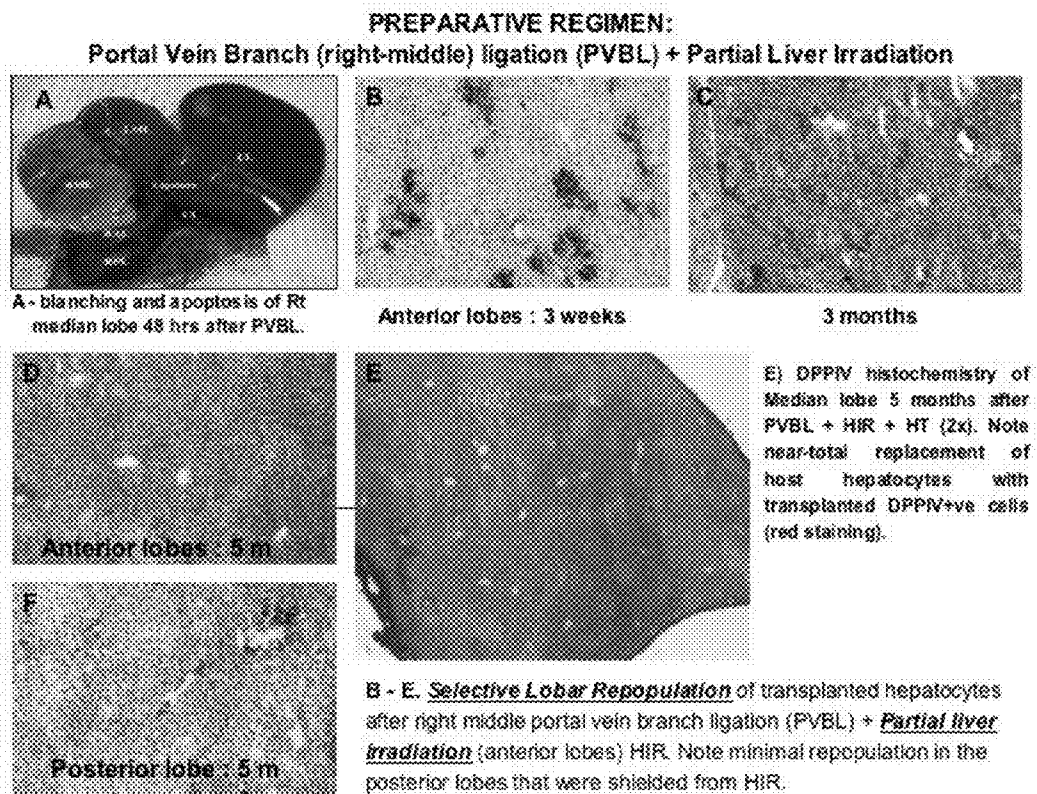 PREPARATIVE REGIMEN:
Portal Vein Branch (right-middle) ligation (PVBL) + Partial Liver Irradiation
A
B
C
A - blanching and apoptosis of Rt
median lobe 48 hrs after PVBL.
Anterior lobes : 3 weeks
3 months
D
Anterior lobes : 5 m
E
E) DPPIV histochemistry of
Median lobe 5 months after
PVBL + HIR + HT (2x). Note
near-total replacement of
host hepatocytes with
transplanted DPPIV+ve cells
(red staining).
F
Posterior lobe : 5 m
B - E. Selective Lobar Repopulation of transplanted hepatocytes
after right middle portal vein branch ligation (PVBL) + Partial liver
irradiation (anterior lobes) HIR. Note minimal repopulation in the
posterior lobes that were shielded from HIR.